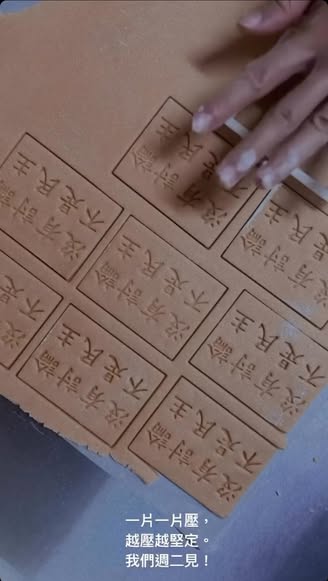 沒有討論
不是民
沒有討論
不是民主
沒有討論
不是民主
沒有討論
不是民主
沒
不是
沒有討論
不是民主
沒有討論
不是民主
沒有討論
不是民主
一片一片壓，
越壓越堅定。
我們週二見！